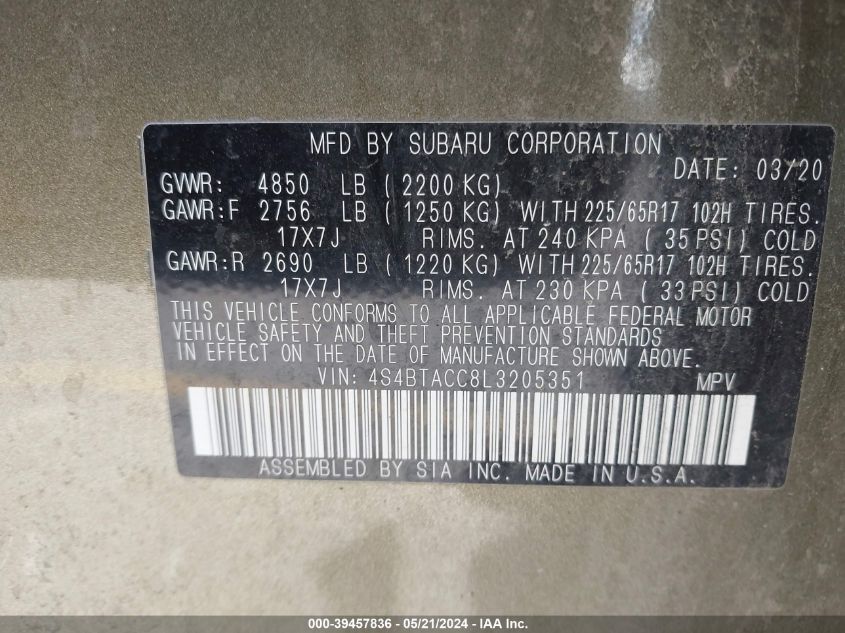 MFD BY SUBARU CORPORATION
DATE: 03/20
GVWR: 4850 LB ( 2200 KG)
GAWR:F 2756 LB ( 1250 KG) WITH 225/65R17 102H TIRES.
17X7J RIMS. AT 240 KPA ( 35 PSI) COLD
GAWR:R 2690 LB ( 1220 KG) WITH 225/65R17 102H TIRES.
17X7J RIMS. AT 230 KPA ( 33 PSI) COLD
THIS VEHICLE CONFORMS TO ALL APPLICABLE FEDERAL MOTOR
VEHICLE SAFETY AND THEFT PREVENTION STANDARDS
IN EFFECT ON THE DATE OF MANUFACTURE SHOWN ABOVE.
VIN: 4S4BTACC8L3205351 MPV
ASSEMBLED BY SIA INC. MADE IN U.S.A.
000-39457836 - 05/21/2024 - IAA Inc.